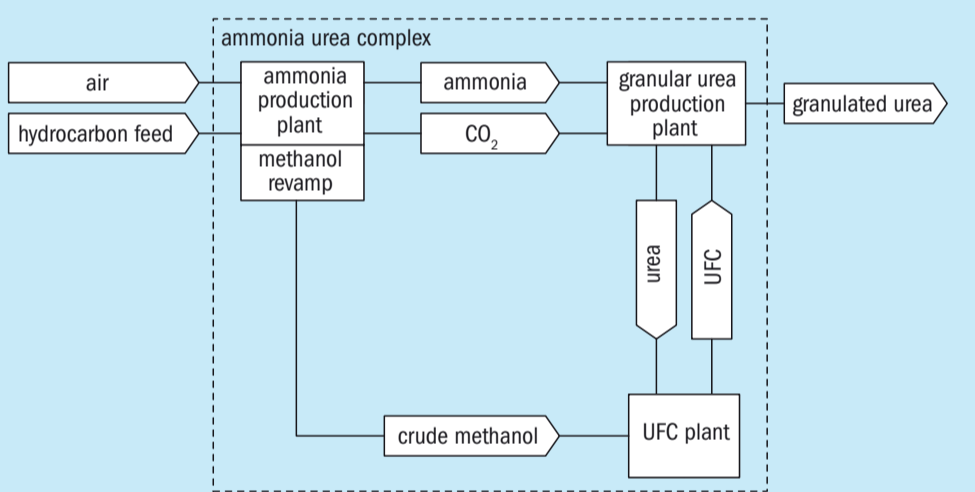 ammonia urea complex
air
hydrocarbon feed
ammonia
production
plant
methanol
revamp
ammonia
CO₂
granular urea
production
plant
granulated urea
urea
UFC
crude methanol
UFC plant